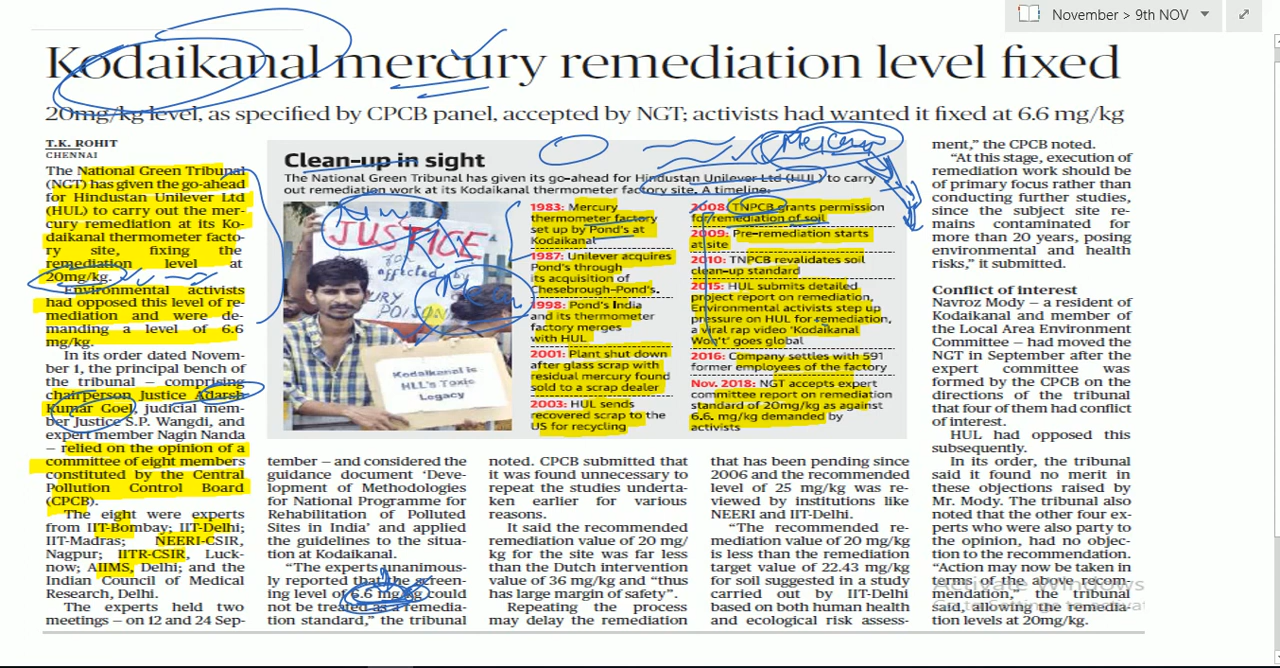 November > 9th NOV
Kodaikanal mercury remediation level fixed
20mg/kg level, as specified by CPCB panel, accepted by NGT; activists had wanted it fixed at 6.6 mg/kg
T.K. ROHIT
CHENNAI
The National Green Tribunal
(NGT) has given the go-ahead
for Hindustan Unilever Ltd
(HUL) to carry out the mer-
cury remediation at its Ko-
daikanal thermometer facto-
ry site, fixing the
remediation level at
20mg/kg.
Environmental activists
had opposed this level of re-
mediation and were de-
manding a level of 6.6
mg/kg.
In its order dated Novem-
ber 1, the principal bench of
the tribunal – comprising
chairperson Justice Adarsh
Kumar Goel, judicial mem-
ber Justice S.P. Wangdi, and
expert member Nagin Nanda
– relied on the opinion of a
committee of eight members
constituted by the Central
Pollution Control Board
(CPCB).
The eight were experts
from IIT-Bombay; IIT-Delhi;
IIT-Madras; NEERI-CSIR,
Nagpur; IITR-CSIR, Luck-
now; AIIMS, Delhi; and the
Indian Council of Medical
Research, Delhi.
The experts held two
meetings – on 12 and 24 Sep-
Clean-up in sight
The National Green Tribunal has given its go-ahead for Hindustan Unilever Ltd (HUL) to carry
out remediation work at its Kodaikanal thermometer factory site. A timeline:
JUSTICE
FOR
affected by
POISON
Kodaikanal is
HLL's Toxic
Legacy
1983: Mercury
thermometer factory
set up by Pond's at
Kodaikanal
1987: Unilever acquires
Pond's through
its acquisition of
Chesebrough-Pond's.
1998: Pond's India
and its thermometer
factory merges
with HUL
2001: Plant shut down
after glass scrap with
residual mercury found
sold to a scrap dealer
2003: HUL sends
recovered scrap to the
US for recycling
2008: TNPCB grants permission
for remediation of soil
2009: Pre-remediation starts
at site
2010: TNPCB revalidates soil
clean-up standard
2015: HUL submits detailed
project report on remediation,
Environmental activists step up
pressure on HUL for remediation,
a viral rap video 'Kodaikanal
Won't' goes global
2016: Company settles with 591
former employees of the factory
Nov. 2018: NGT accepts expert
committee report on remediation
standard of 20mg/kg as against
6.6. mg/kg demanded by
activists
tember – and considered the
guidance document 'Deve-
lopment of Methodologies
for National Programme for
Rehabilitation of Polluted
Sites in India' and applied
the guidelines to the situa-
tion at Kodaikanal.
"The experts unanimous-
ly reported that the screen-
ing level of 6.6 mg/kg could
not be treated as a remedia-
tion standard," the tribunal
noted. CPCB submitted that
it was found unnecessary to
repeat the studies underta-
ken earlier for various
reasons.
It said the recommended
remediation value of 20 mg/
kg for the site was far less
than the Dutch intervention
value of 36 mg/kg and "thus
has large margin of safety".
Repeating the process
may delay the remediation
that has been pending since
2006 and the recommended
level of 25 mg/kg was re-
viewed by institutions like
NEERI and IIT-Delhi.
"The recommended re-
mediation value of 20 mg/kg
is less than the remediation
target value of 22.43 mg/kg
for soil suggested in a study
carried out by IIT-Delhi
based on both human health
and ecological risk assess-
ment," the CPCB noted.
"At this stage, execution of
remediation work should be
of primary focus rather than
conducting further studies,
since the subject site re-
mains contaminated for
more than 20 years, posing
environmental and health
risks," it submitted.
Conflict of interest
Navroz Mody – a resident of
Kodaikanal and member of
the Local Area Environment
Committee – had moved the
NGT in September after the
expert committee was
formed by the CPCB on the
directions of the tribunal
that four of them had conflict
of interest.
HUL had opposed this
subsequently.
In its order, the tribunal
said it found no merit in
these objections raised by
Mr. Mody. The tribunal also
noted that the other four ex-
perts who were also party to
the opinion, had no objec-
tion to the recommendation.
"Action may now be taken in
terms of the above recom-
mendation," the tribunal
said, allowing the remedia-
tion levels at 20mg/kg.
Activate Windows